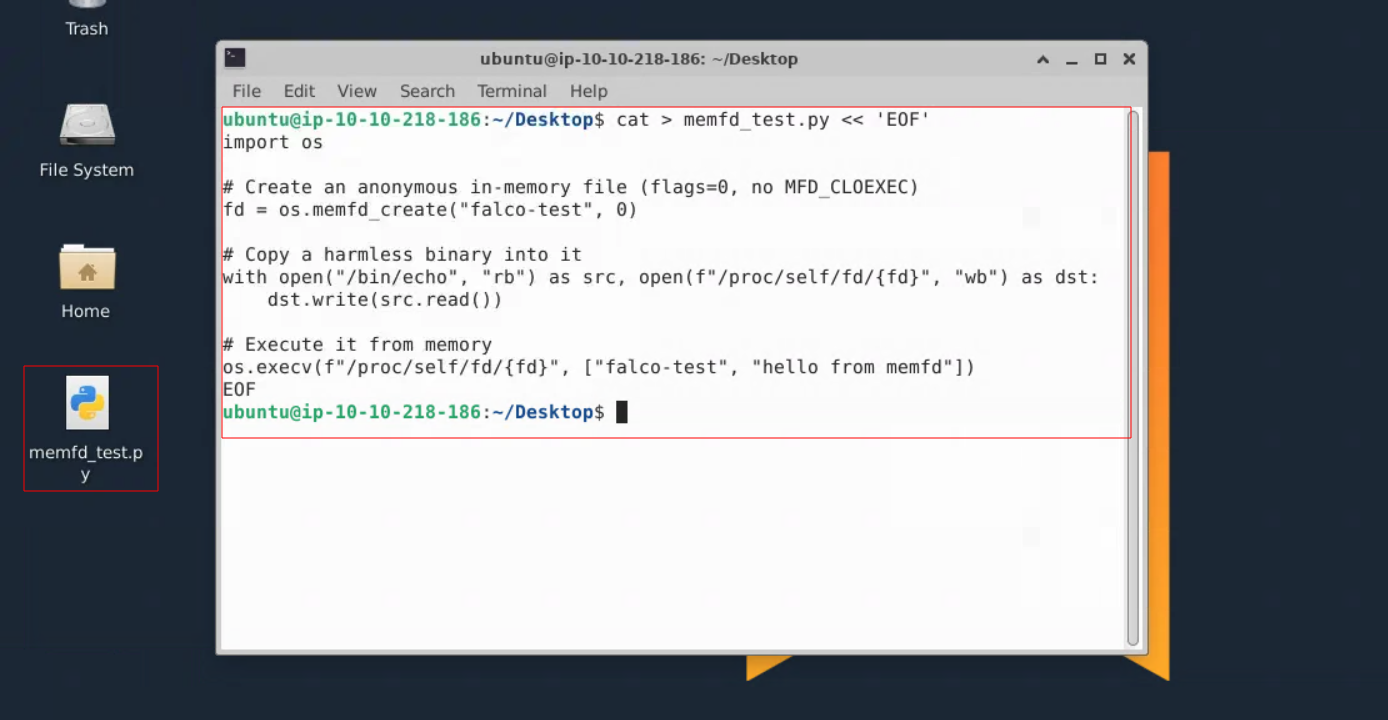 Trash
File System
Home
memfd_test.p
y
ubuntu@ip-10-10-218-186: ~/Desktop
File Edit View Search Terminal Help
ubuntu@ip-10-10-218-186:~/Desktop$ cat > memfd_test.py << 'EOF'
import os

# Create an anonymous in-memory file (flags=0, no MFD_CLOEXEC)
fd = os.memfd_create("falco-test", 0)

# Copy a harmless binary into it
with open("/bin/echo", "rb") as src, open(f"/proc/self/fd/{fd}", "wb") as dst:
    dst.write(src.read())

# Execute it from memory
os.execv(f"/proc/self/fd/{fd}", ["falco-test", "hello from memfd"])
EOF
ubuntu@ip-10-10-218-186:~/Desktop$